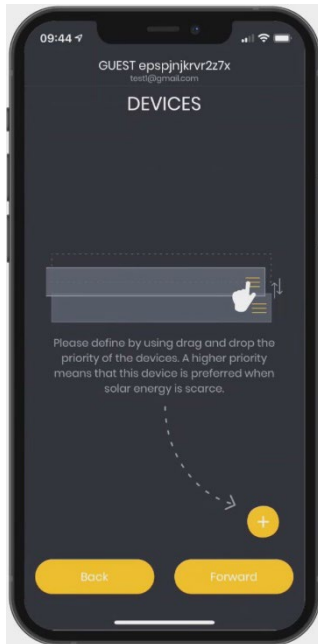 09:44
GUEST epspjnjkrvr2z7x
test1@gmail.com
DEVICES
Please define by using drag and drop the
priority of the devices. A higher priority
means that this device is preferred when
solar energy is scarce.
+
Back
Forward